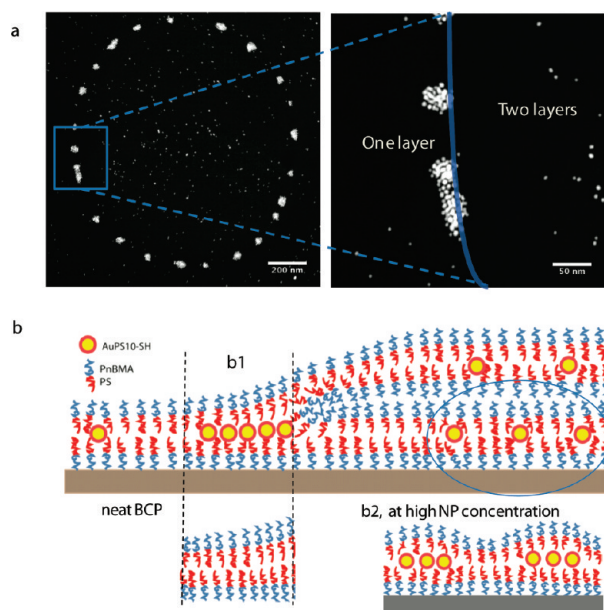 a
One layer
Two layers
200 nm
50 nm
b
AuPS10-SH
PnBMA
PS
b1
neat BCP
b2, at high NP concentration